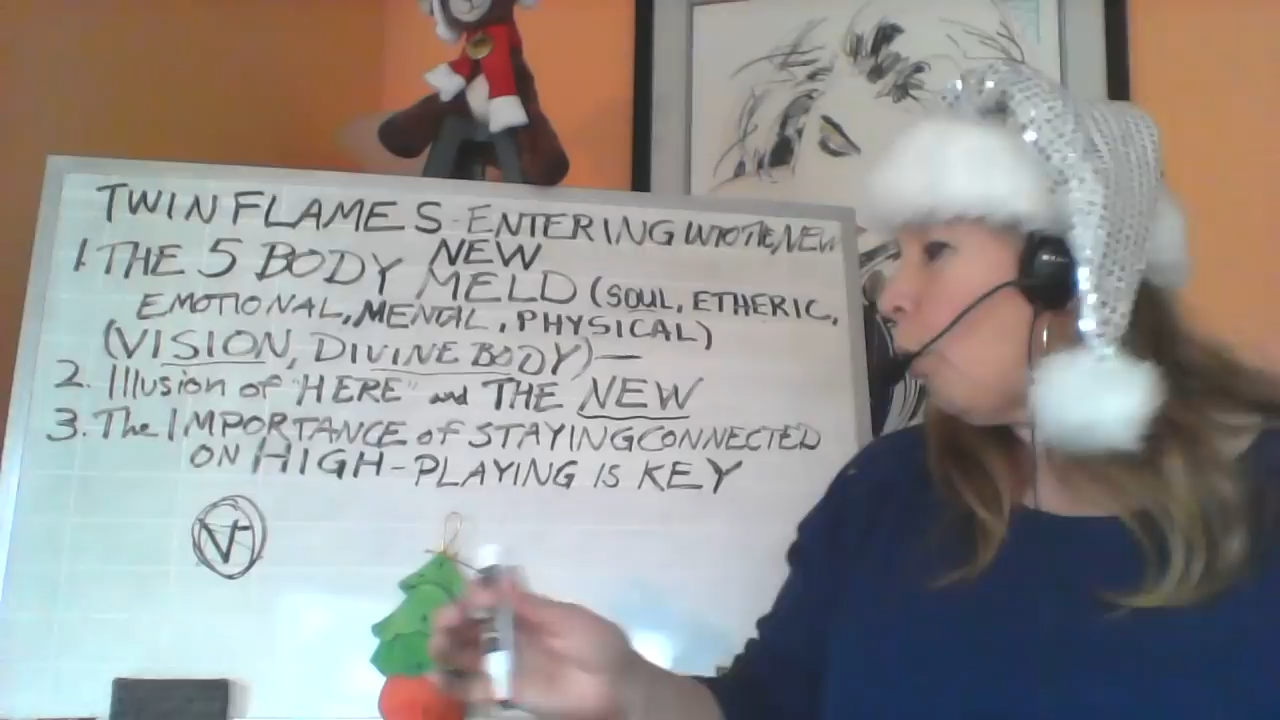 TWIN FLAMES - ENTERING INTO THE NEW
1. THE 5 BODY NEW
MELD (SOUL, ETHERIC,
EMOTIONAL, MENTAL, PHYSICAL)
(VISION, DIVINE BODY)—
2. Illusion of "HERE" and THE NEW
3. The IMPORTANCE of STAYING CONNECTED
ON HIGH - PLAYING IS KEY